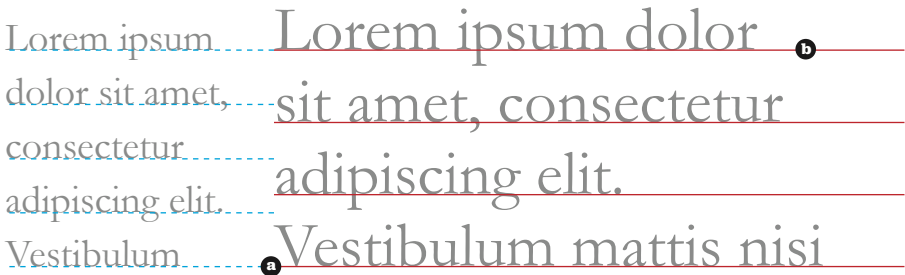 Lorem ipsum
dolor sit amet,
consectetur
adipiscing elit.
Vestibulum
a
Lorem ipsum dolor
b
sit amet, consectetur
adipiscing elit.
Vestibulum mattis nisi